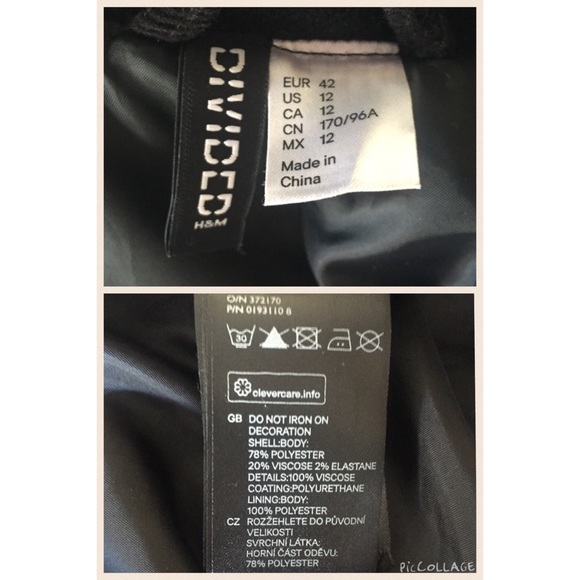 DIVIDED
H&M
EUR 42
US 12
CA 12
CN 170/96A
MX 12
Made in
China
O/N 372170
P/N 0193110 8
30
clevercare.info
GB DO NOT IRON ON
DECORATION
SHELL:BODY:
78% POLYESTER
20% VISCOSE 2% ELASTANE
DETAILS:100% VISCOSE
COATING:POLYURETHANE
LINING:BODY:
100% POLYESTER
CZ ROZŽEHLETE DO PŮVODNÍ
VELIKOSTI
SVRCHNÍ LÁTKA:
HORNÍ ČÁST ODĚVU:
78% POLYESTER
PicCOLLAGE